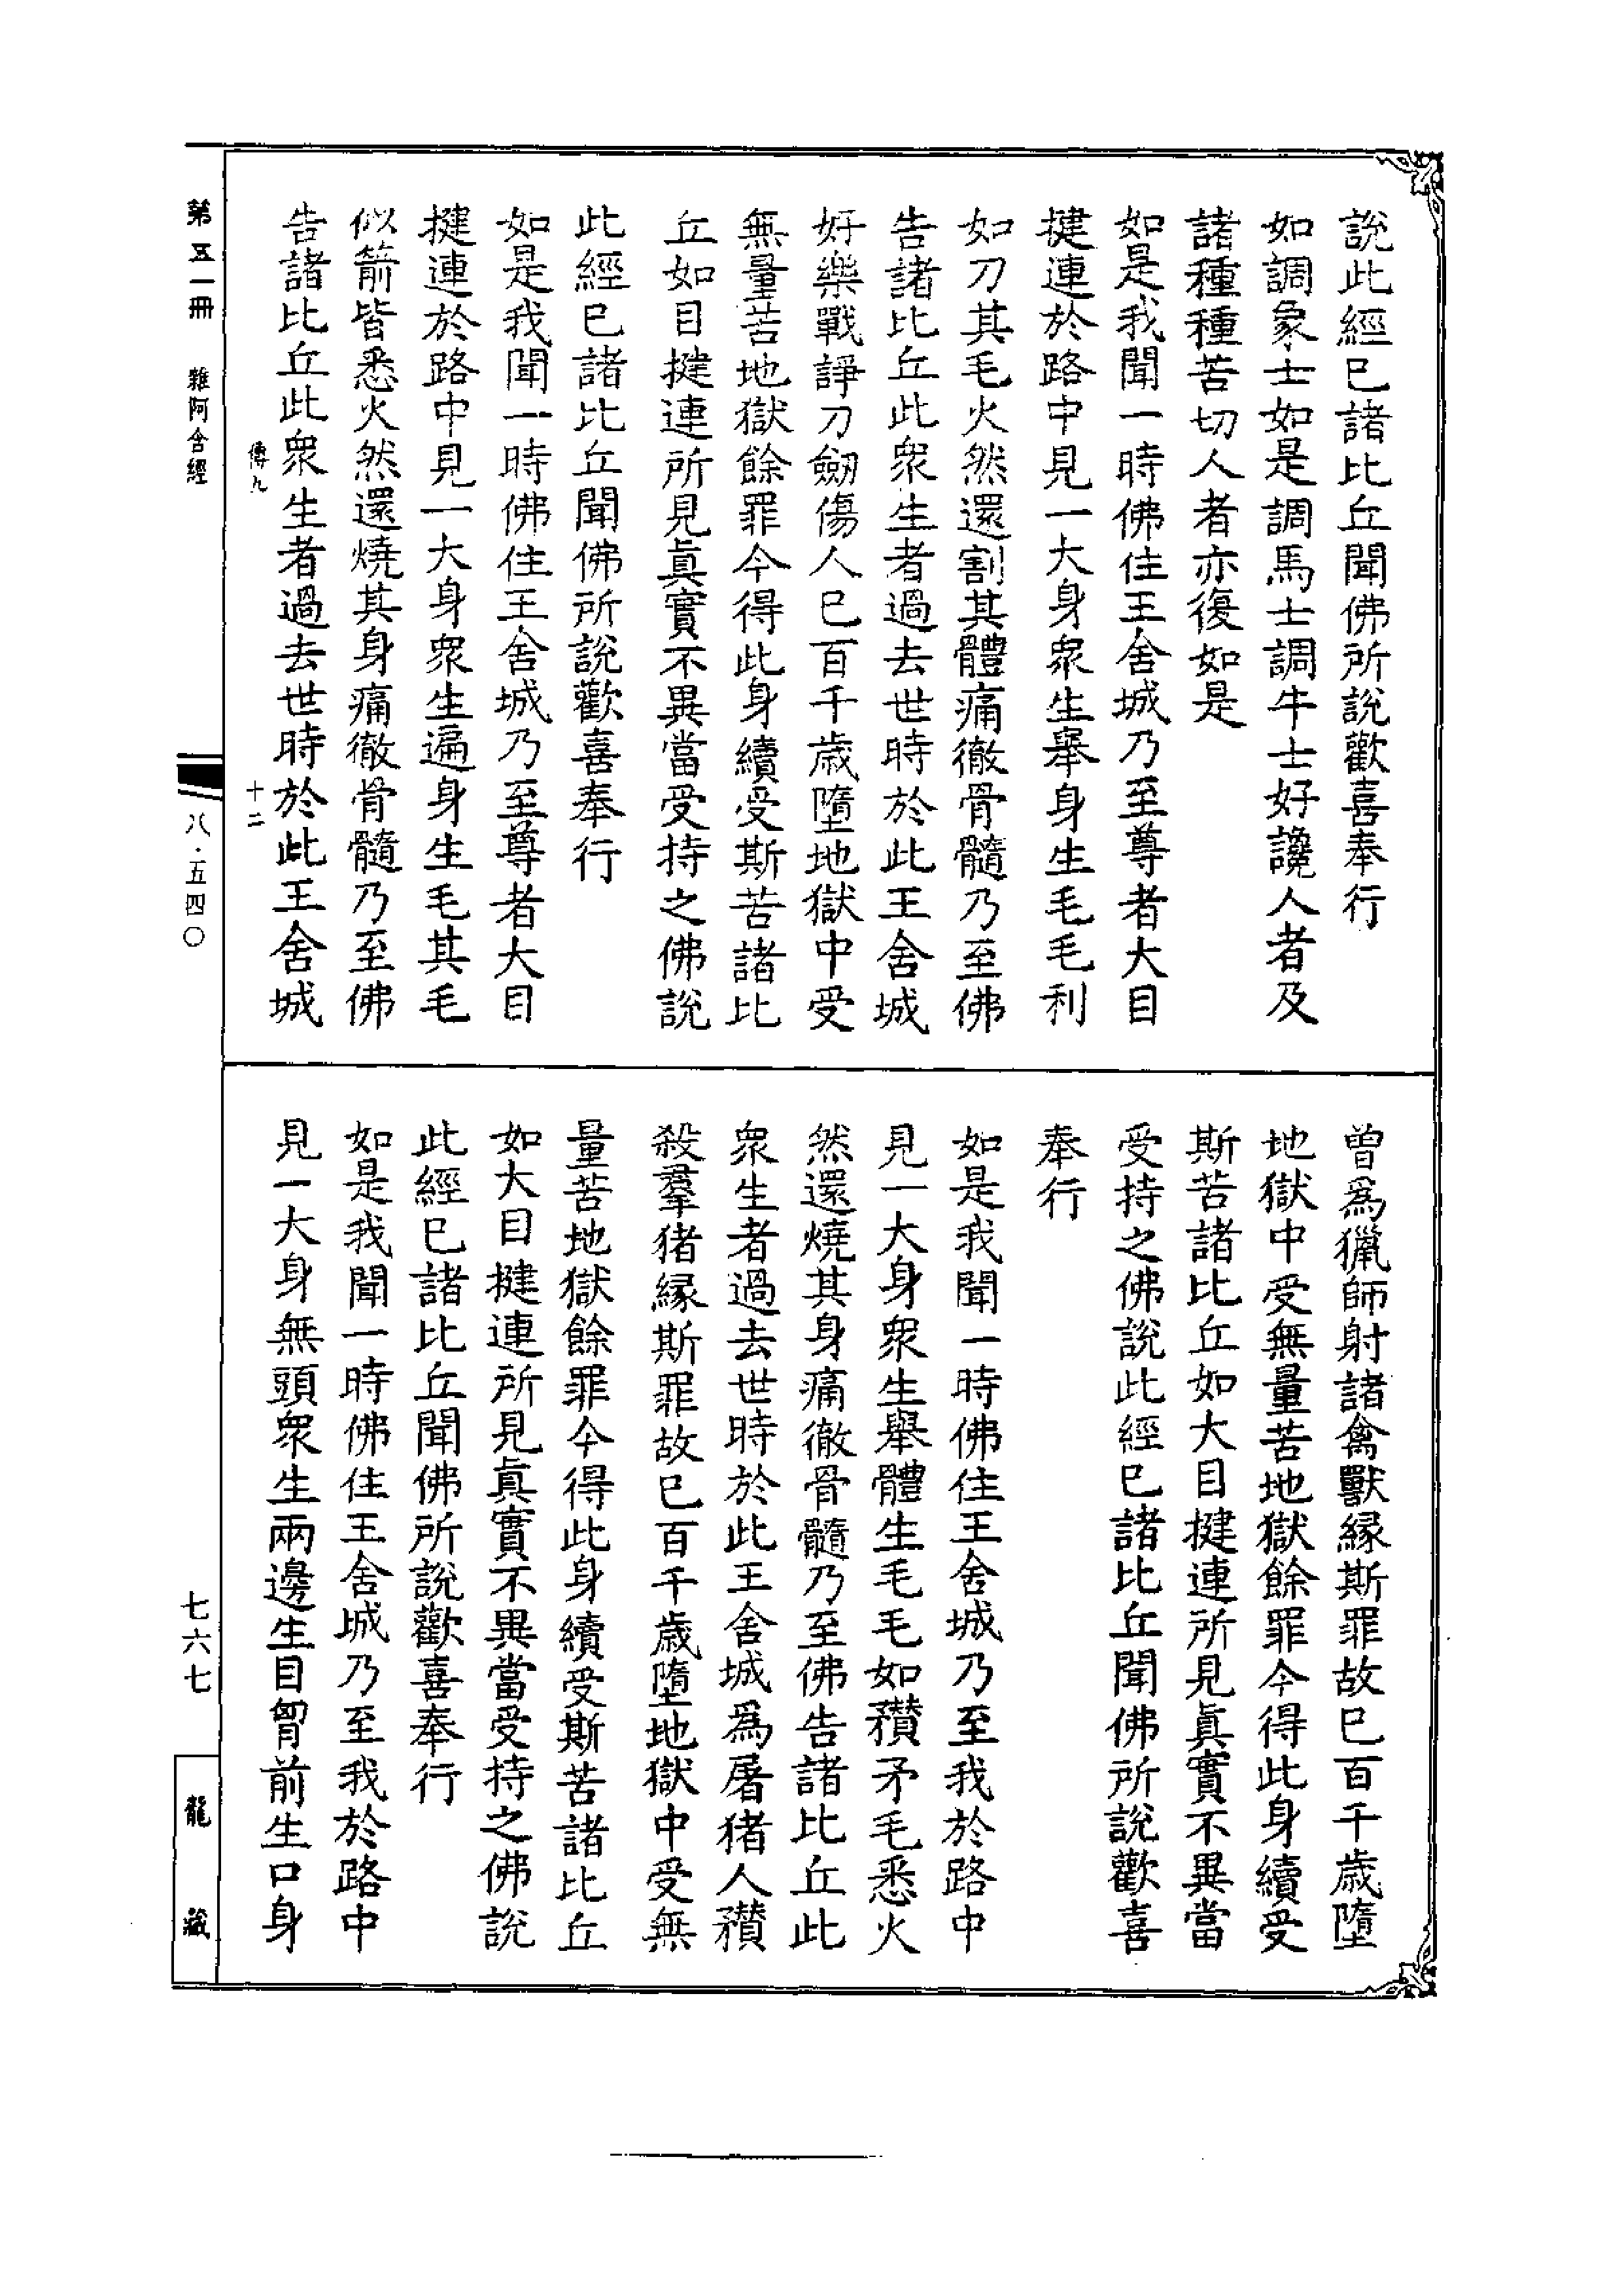 說此經已諸比丘聞佛所說歡喜奉行
如調象士如是調馬士調牛士好讒人者及
諸種種苦切人者亦復如是
如是我聞一時佛住王舍城乃至尊者大目
揵連於路中見一大身衆生舉身生毛毛利
如刀其毛火然還割其體痛徹骨髓乃至佛
告諸比丘此衆生者過去世時於此王舍城
好樂戰諍刀劒傷人已百千歲墮地獄中受
無量苦地獄餘罪今得此身續受斯苦諸比
丘如目揵連所見眞實不異當受持之佛說
此經已諸比丘聞佛所說歡喜奉行
如是我聞一時佛住王舍城乃至尊者大目
揵連於路中見一大身衆生遍身生毛其毛
似箭皆悉火然還燒其身痛徹骨髓乃至佛
告諸比丘此衆生者過去世時於此王舍城
傳九
十二
曾爲獵師射諸禽獸緣斯罪故已百千歲墮
地獄中受無量苦地獄餘罪今得此身續受
斯苦諸比丘如大目揵連所見眞實不異當
受持之佛說此經已諸比丘聞佛所說歡喜
奉行
如是我聞一時佛住王舍城乃至我於路中
見一大身衆生舉體生毛毛如䂎矛毛悉火
然還燒其身痛徹骨髓乃至佛告諸比丘此
衆生者過去世時於此王舍城爲屠猪人䂎
殺羣猪緣斯罪故已百千歲墮地獄中受無
量苦地獄餘罪今得此身續受斯苦諸比丘
如大目揵連所見眞實不異當受持之佛說
此經已諸比丘聞佛所說歡喜奉行
如是我聞一時佛住王舍城乃至我於路中
見一大身無頭衆生兩邊生目胷前生口身
第五一冊
雜阿含經
八·五四〇
七六七
龍藏